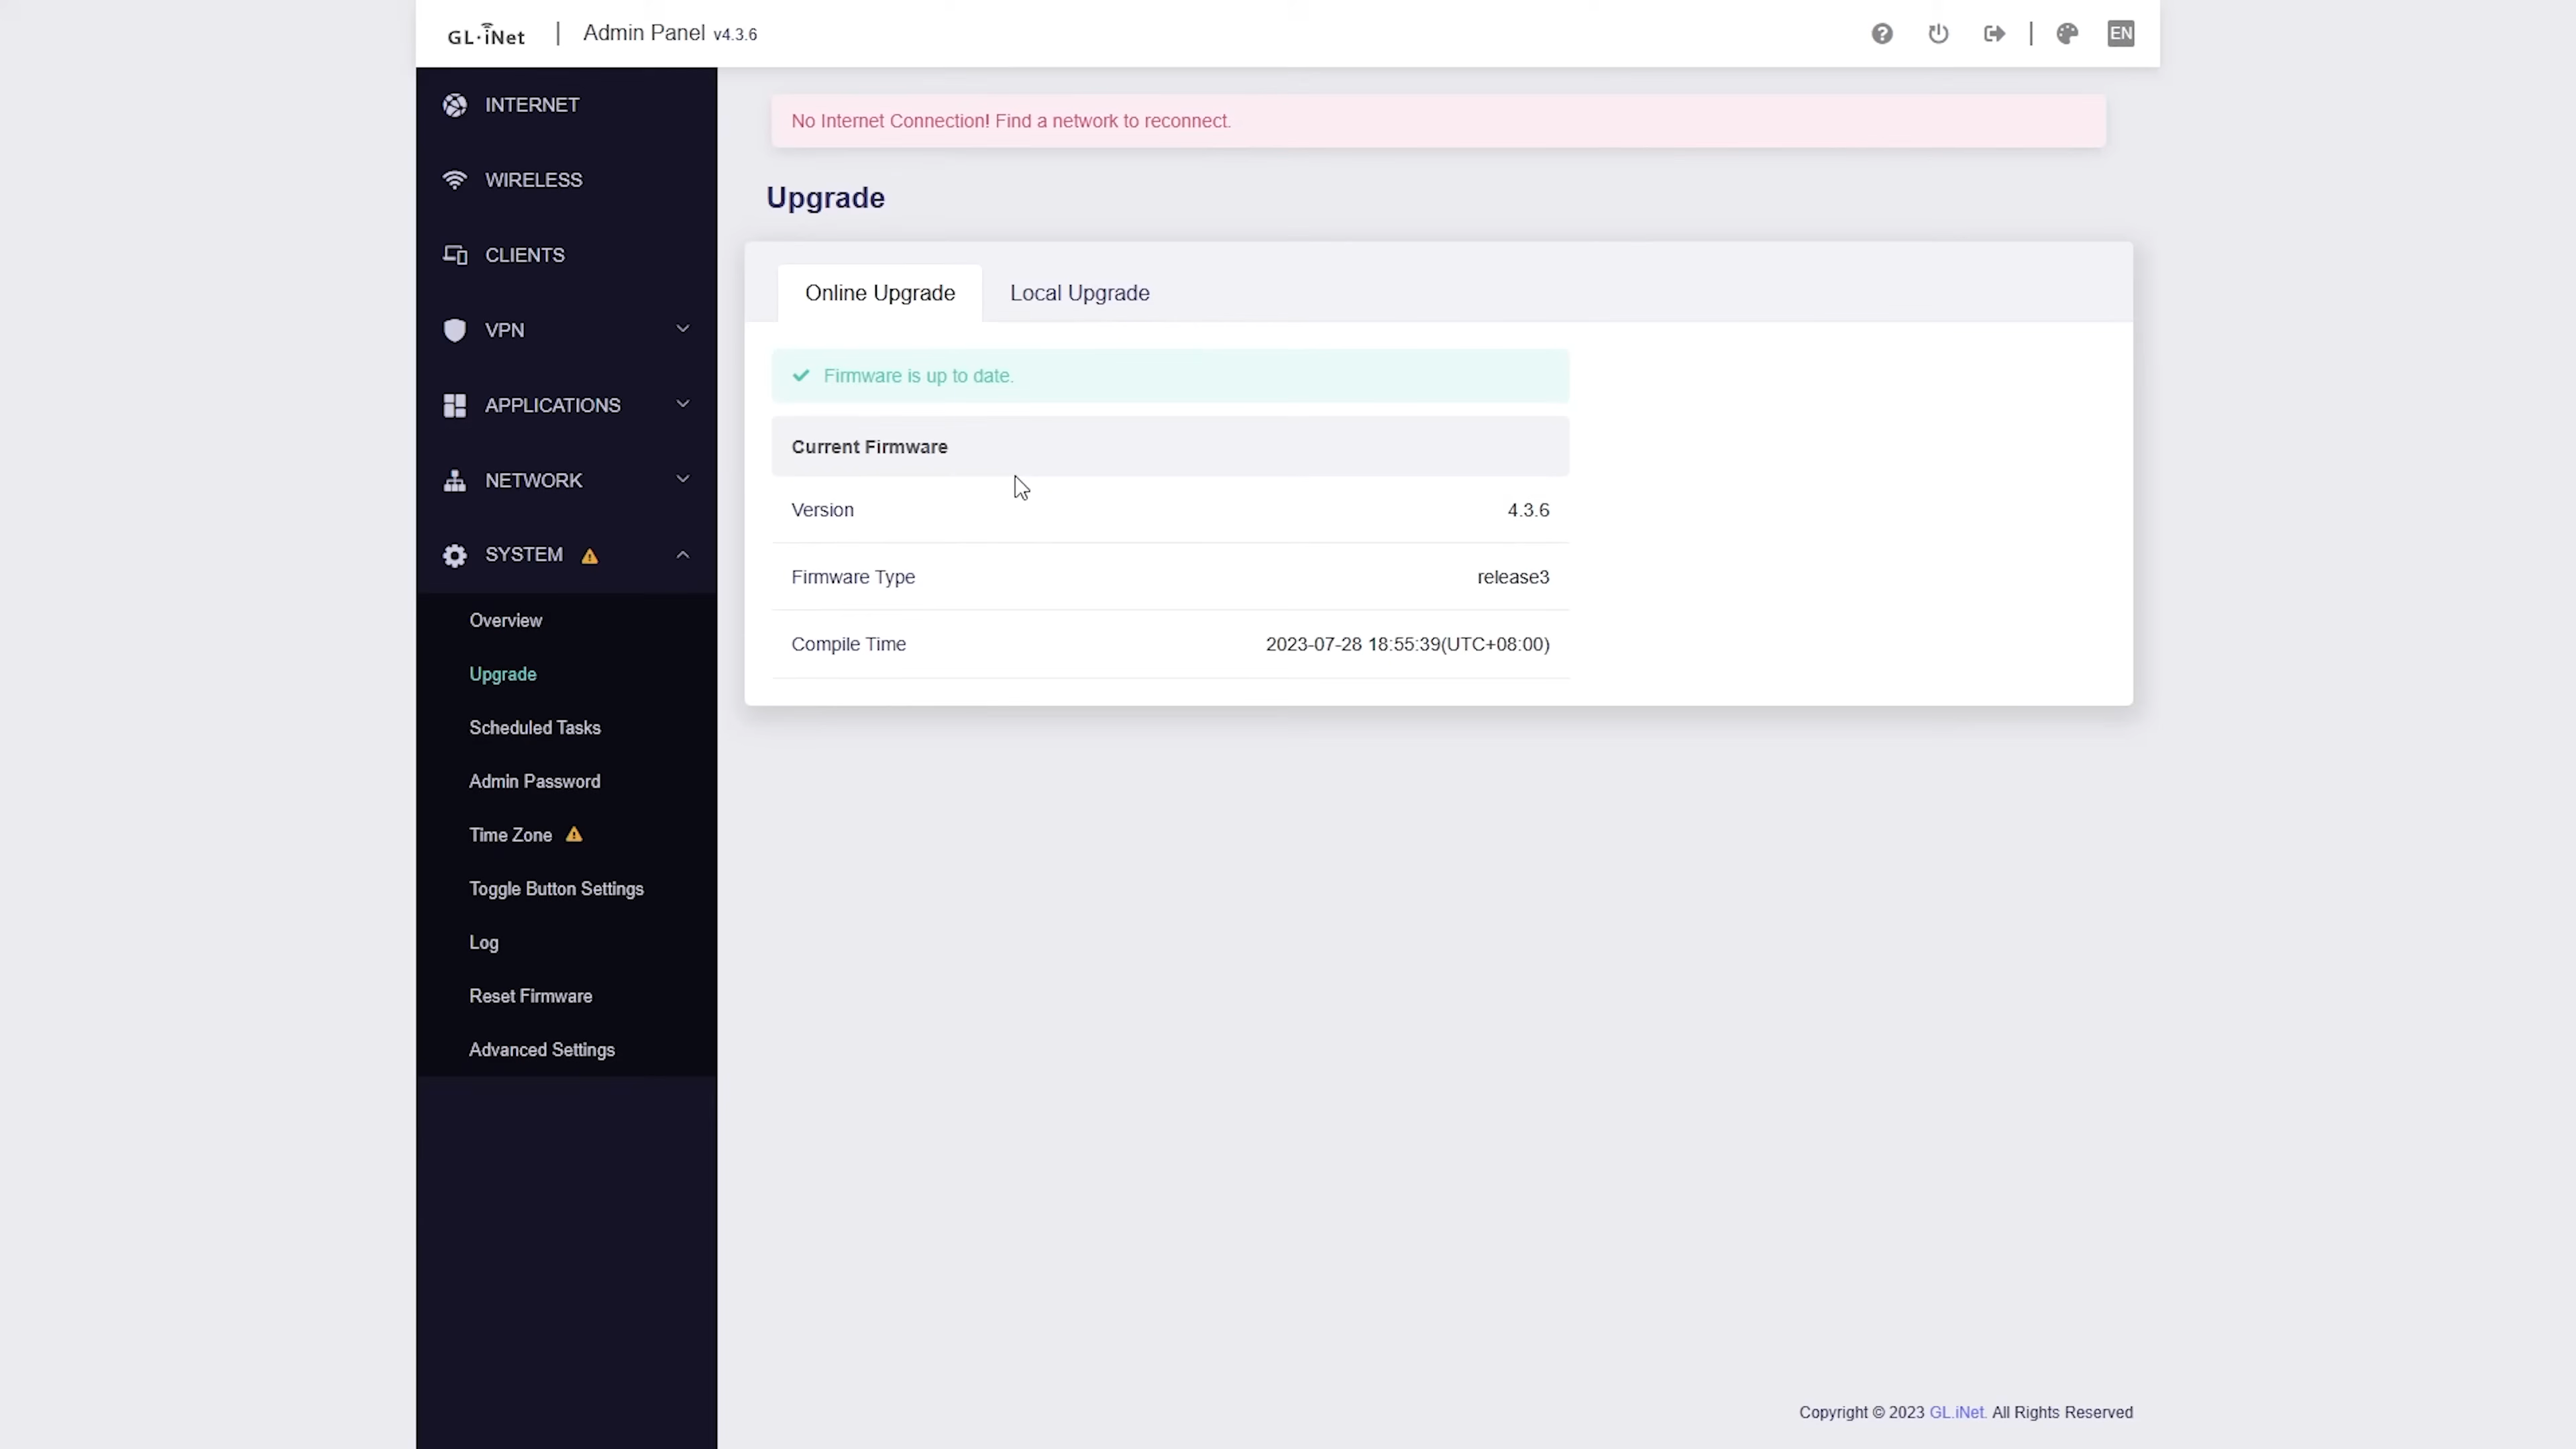 GL·iNet | Admin Panel v4.3.6
EN
INTERNET
WIRELESS
CLIENTS
VPN
APPLICATIONS
NETWORK
SYSTEM
Overview
Upgrade
Scheduled Tasks
Admin Password
Time Zone
Toggle Button Settings
Log
Reset Firmware
Advanced Settings
No Internet Connection! Find a network to reconnect.
Upgrade
Online Upgrade Local Upgrade
Firmware is up to date.
Current Firmware
Version 4.3.6
Firmware Type release3
Compile Time 2023-07-28 18:55:39(UTC+08:00)
Copyright © 2023 GL.iNet. All Rights Reserved